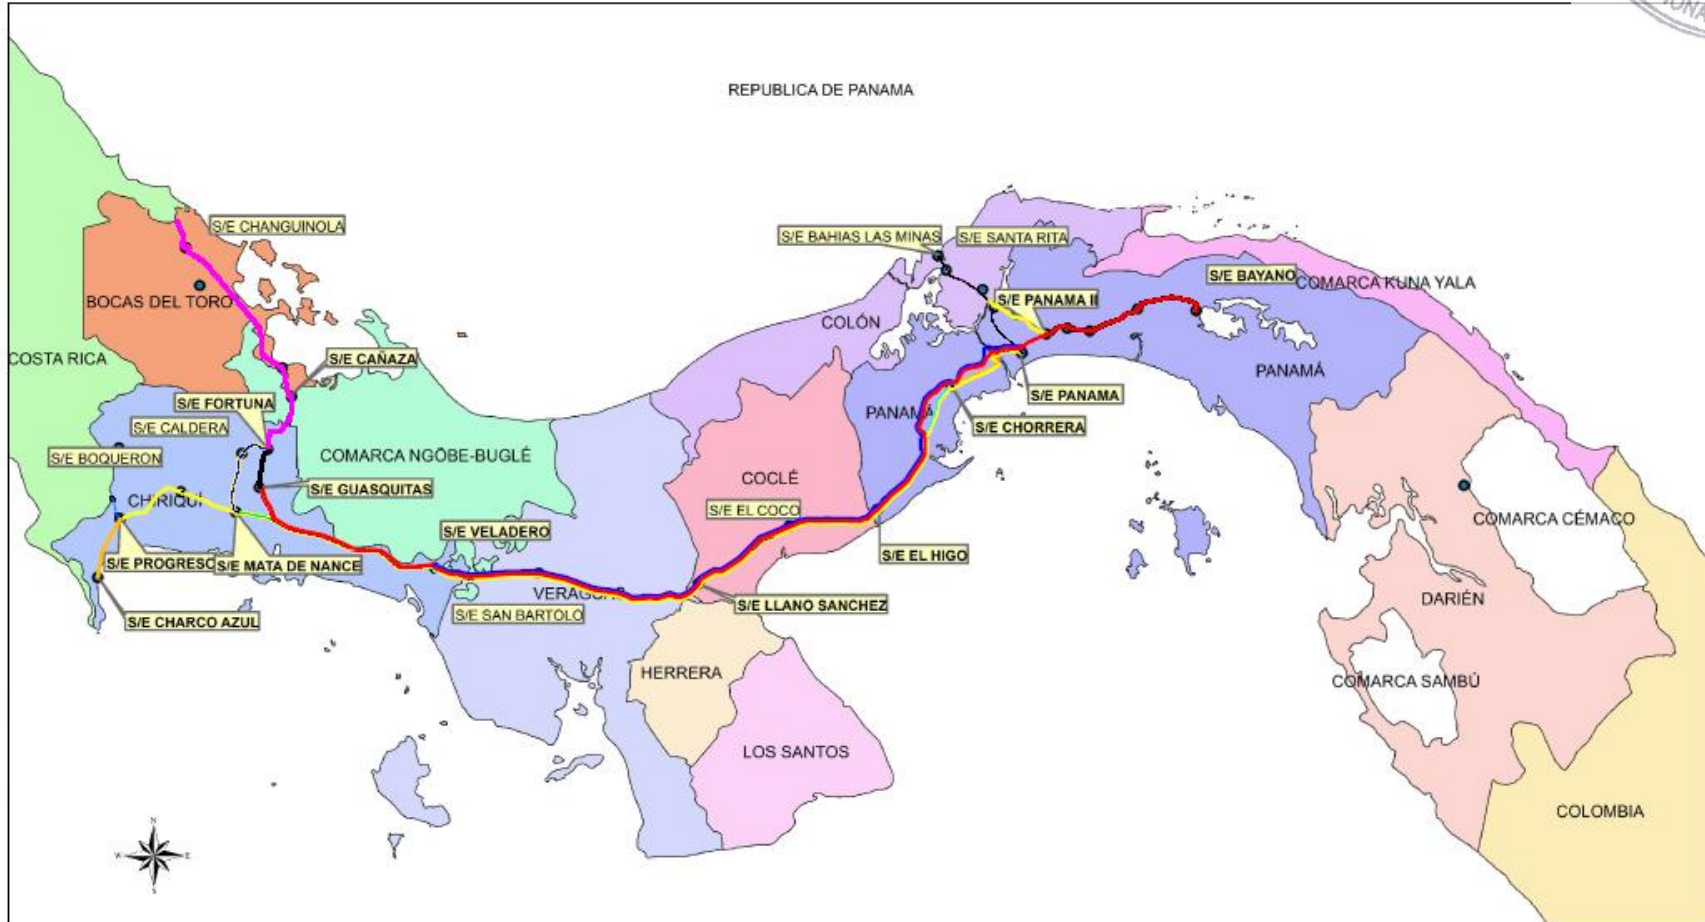 REPUBLICA DE PANAMA
S/E CHANGUINOLA
S/E BAHIAS LAS MINAS
S/E SANTA RITA
S/E BAYANO
COMARCA KUNA YALA
BOCAS DEL TORO
S/E PANAMA II
COLÓN
COSTA RICA
S/E CAÑAZA
PANAMÁ
S/E FORTUNA
S/E PANAMA
PANAMÁ
S/E CALDERA
S/E CHORRERA
S/E BOQUERON
COMARCA NGÖBE-BUGLÉ
COCLÉ
S/E GUASQUITAS
CHIRIQUÍ
S/E EL COCO
COMARCA CÉMACO
S/E VELADERO
S/E EL HIGO
S/E PROGRESO
S/E MATA DE NANCE
VERAGUAS
DARIÉN
S/E LLANO SANCHEZ
S/E SAN BARTOLO
S/E CHARCO AZUL
HERRERA
COMARCA SAMBÚ
LOS SANTOS
COLOMBIA
N
W
E
S